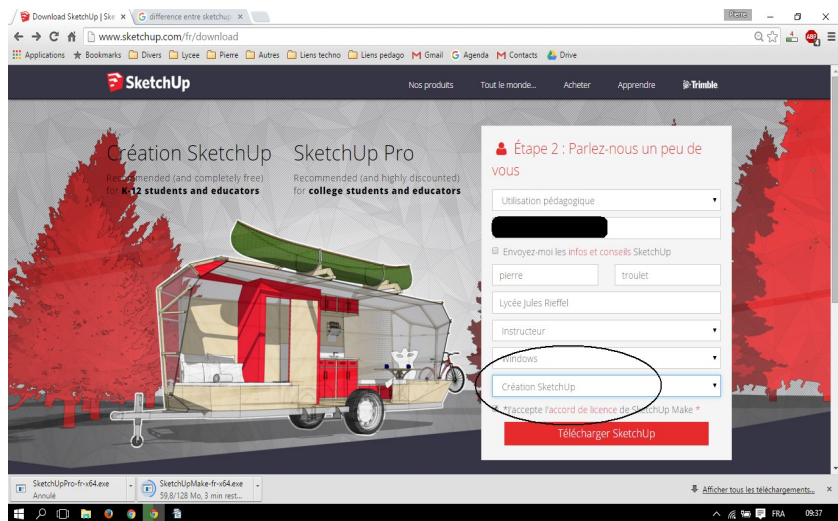 Download SketchUp | Ske
difference entre sketchup
Pierre
www.sketchup.com/fr/download
Applications Bookmarks Divers Lycee Pierre Autres Liens techno Liens pedago Gmail Agenda Contacts Drive
SketchUp
Nos produits Tout le monde... Acheter Apprendre Trimble
Création SketchUp
Recommended (and completely free)
for K-12 students and educators
SketchUp Pro
Recommended (and highly discounted)
for college students and educators
Étape 2 : Parlez-nous un peu de
vous
Utilisation pédagogique
Envoyez-moi les infos et conseils SketchUp
pierre troulet
Lycée Jules Rieffel
Instructeur
Windows
Création SketchUp
*J'accepte l'accord de licence de SketchUp Make *
Télécharger SketchUp
SketchUpPro-fr-x64.exe
Annulé
SketchUpMake-fr-x64.exe
59,8/128 Mo, 3 min rest...
Afficher tous les téléchargements...
FRA 09:37